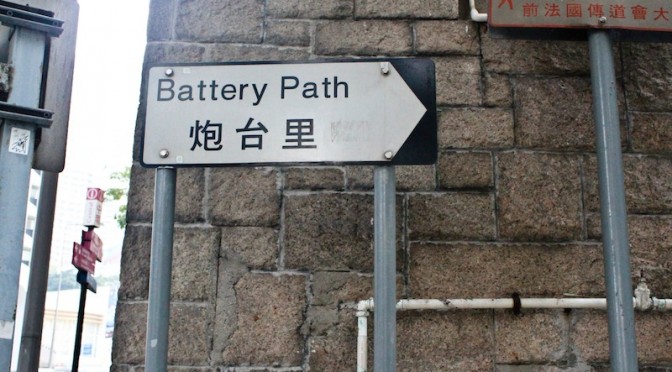 Battery Path
炮台里
前法國傳道會大